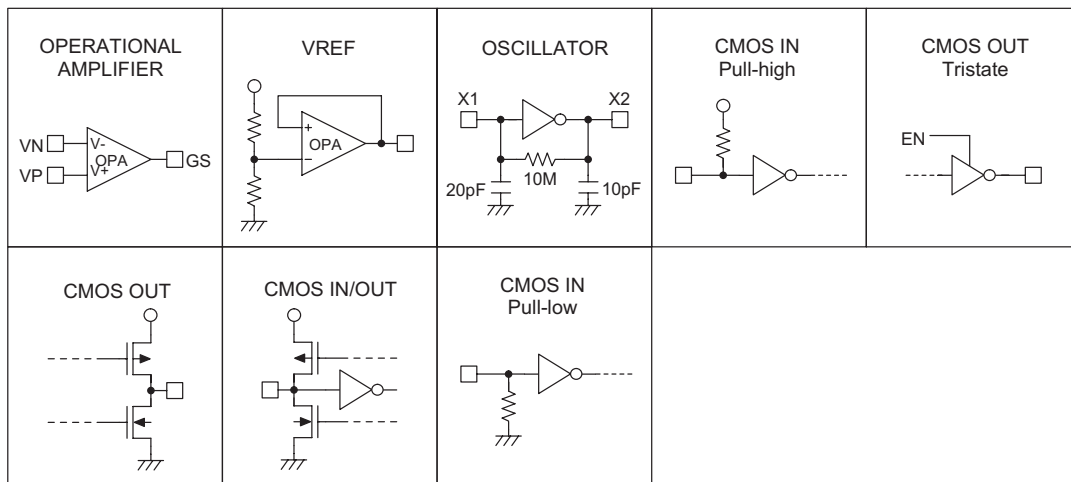 OPERATIONAL
AMPLIFIER
VN
V-
OPA
V+
VP
GS
VREF
+
OPA
−
OSCILLATOR
X1
X2
10M
20pF
10pF
CMOS IN
Pull-high
CMOS OUT
Tristate
EN
CMOS OUT
CMOS IN/OUT
CMOS IN
Pull-low